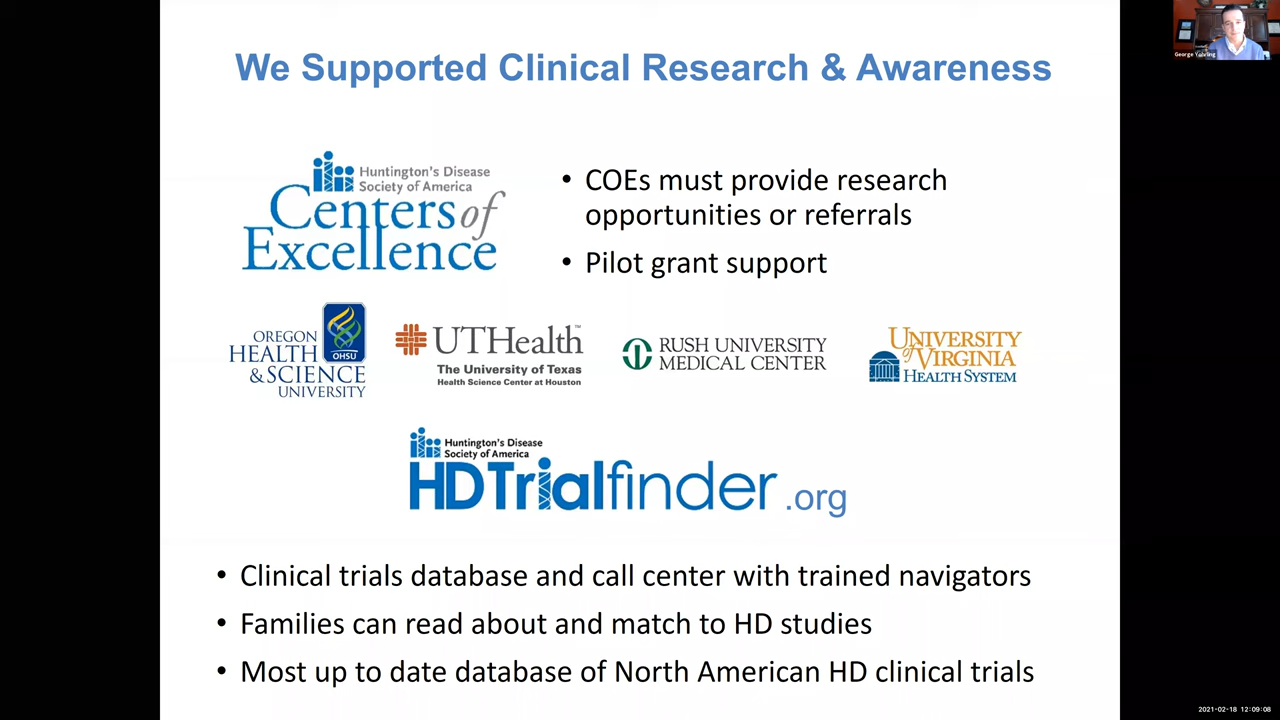 We Supported Clinical Research & Awareness
George Yohrling
Huntington's Disease
Society of America
Centers of
Excellence
• COEs must provide research
opportunities or referrals
• Pilot grant support
OREGON
HEALTH
& SCIENCE
UNIVERSITY
OHSU
UTHealth™
The University of Texas
Health Science Center at Houston
RUSH UNIVERSITY
MEDICAL CENTER
UNIVERSITY
of VIRGINIA
HEALTH SYSTEM
Huntington's Disease
Society of America
HDTrialfinder.org
• Clinical trials database and call center with trained navigators
• Families can read about and match to HD studies
• Most up to date database of North American HD clinical trials
2021-02-18 12:09:08